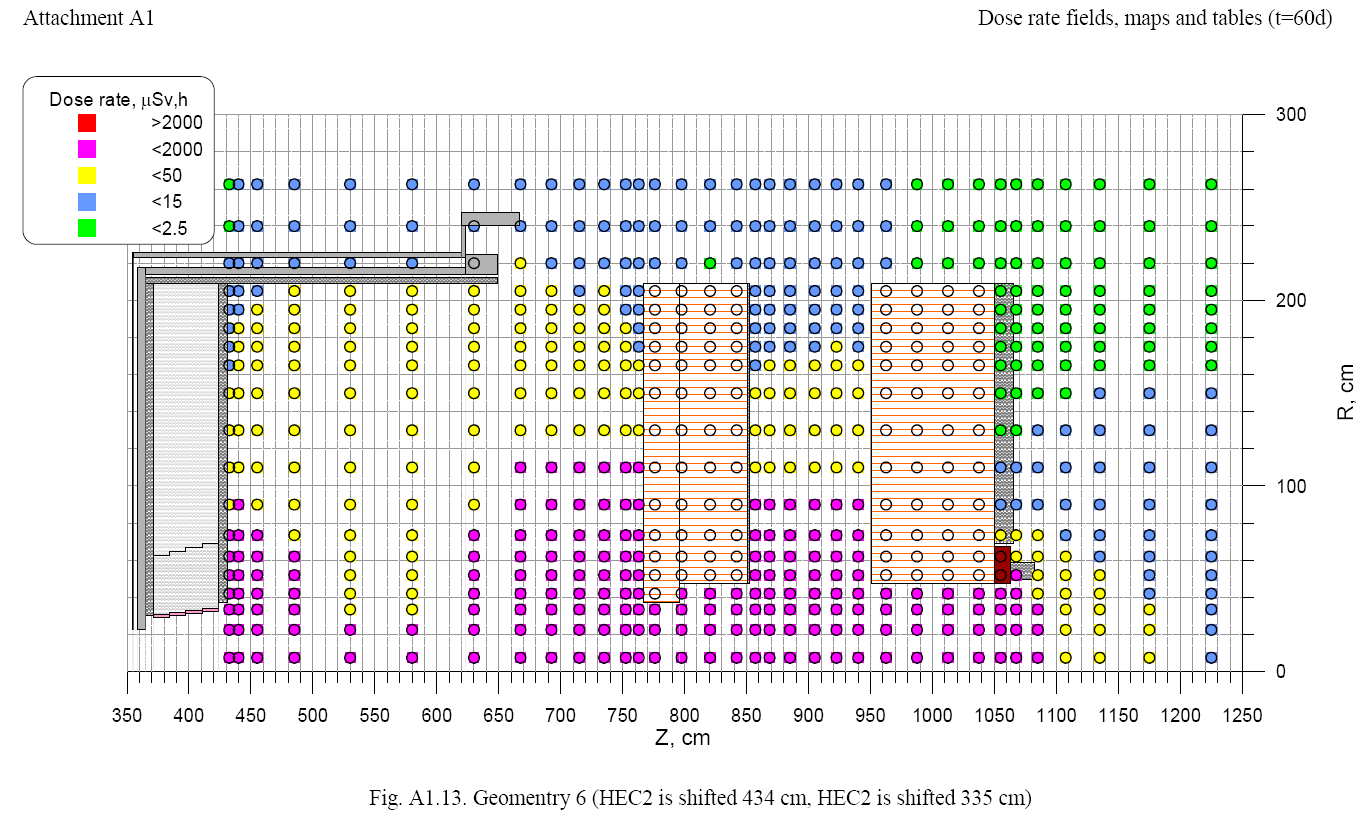 Attachment A1 Dose rate fields, maps and tables (t=60d)
Dose rate, μSv,h
>2000
<2000
<50
<15
<2.5
300
200
100
0
R, cm
350 400 450 500 550 600 650 700 750 800 850 900 950 1000 1050 1100 1150 1200 1250
Z, cm
Fig. A1.13. Geomentry 6 (HEC2 is shifted 434 cm, HEC2 is shifted 335 cm)